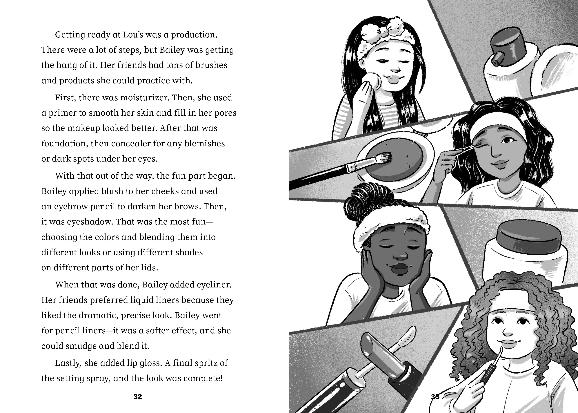 Getting ready at Lou's was a production.
There were a lot of steps, but Bailey was getting
the hang of it. Her friends had tons of brushes
and products she could practice with.
First, there was moisturizer. Then, she used
a primer to smooth her skin and fill in her pores
so the makeup looked better. After that was
foundation, then concealer for any blemishes
or dark spots under her eyes.
With that out of the way, the fun part began.
Bailey applied blush to her cheeks and used
an eyebrow pencil to darken her brows. Then,
it was eyeshadow. That was the most fun—
choosing the colors and blending them into
different looks or using different shades
on different parts of her lids.
When that was done, Bailey added eyeliner.
Her friends preferred liquid liners because they
liked the dramatic, precise look. Bailey went
for pencil liners—it was a softer effect, and she
could smudge and blend it.
Lastly, she added lip gloss. A final spritz of
the setting spray, and the look was complete!
32
33